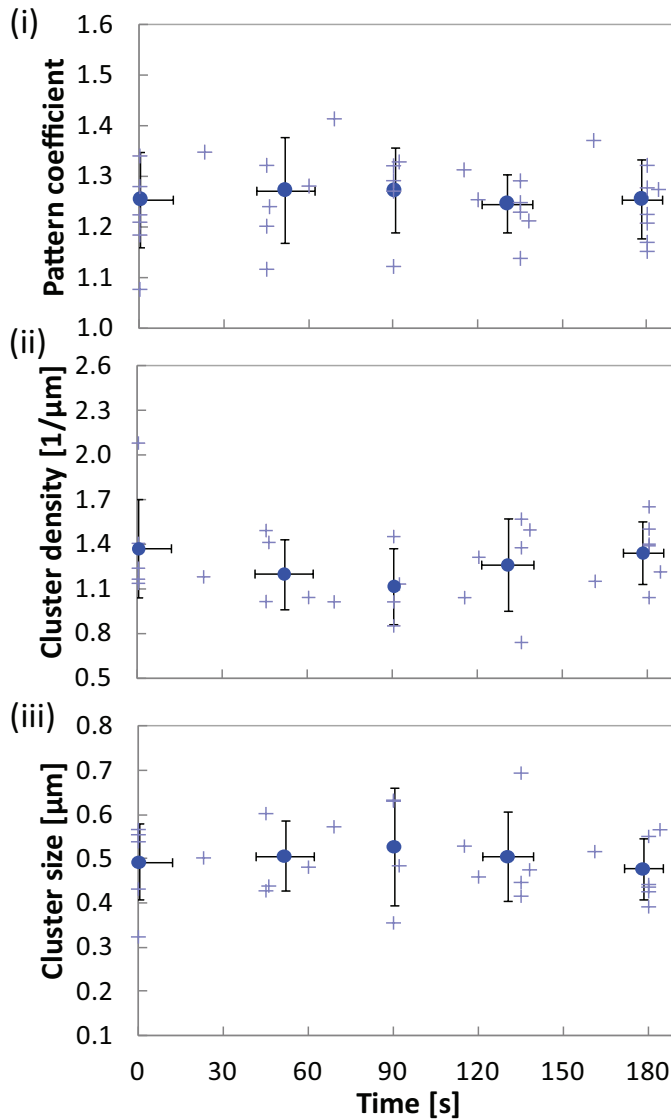 (i)
Pattern coefficient
1.6
1.5
1.4
1.3
1.2
1.1
1.0
(ii)
Cluster density [1/µm]
2.6
2.3
2.0
1.7
1.4
1.1
0.8
0.5
(iii)
Cluster size [µm]
0.8
0.7
0.6
0.5
0.4
0.3
0.2
0.1
0 30 60 90 120 150 180
Time [s]